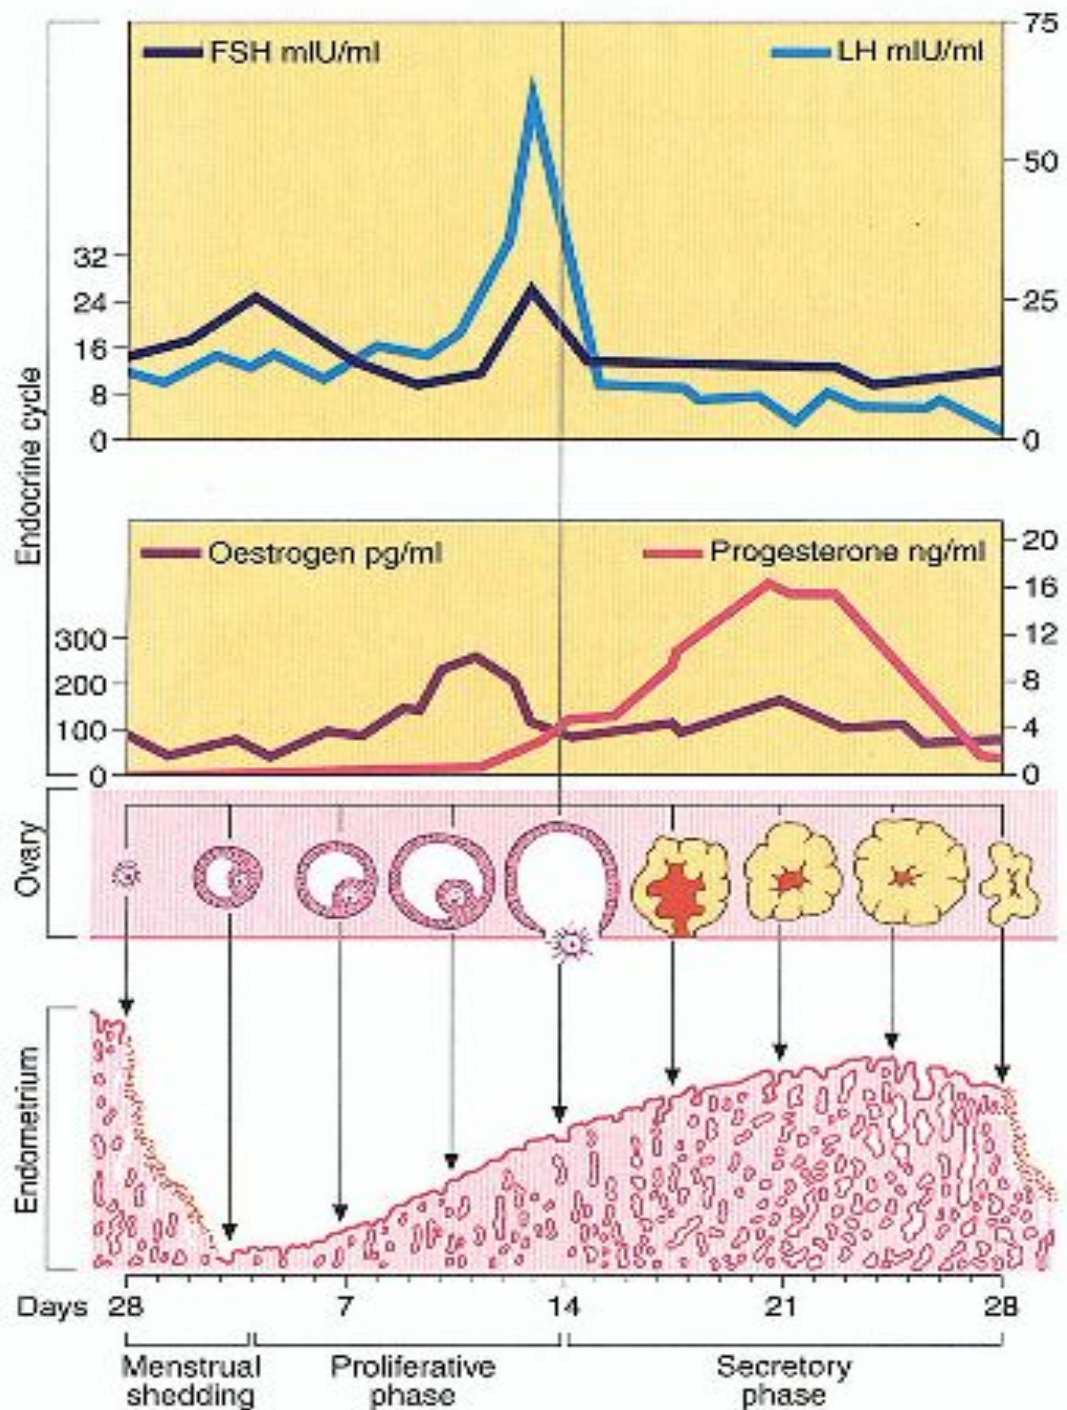 FSH mIU/ml
LH mIU/ml
75
50
25
0
32
24
16
8
0
Endocrine cycle
Oestrogen pg/ml
Progesterone ng/ml
300
200
100
0
20
16
12
8
4
0
Ovary
Endometrium
Days 28 7 14 21 28
Menstrual shedding
Proliferative phase
Secretory phase